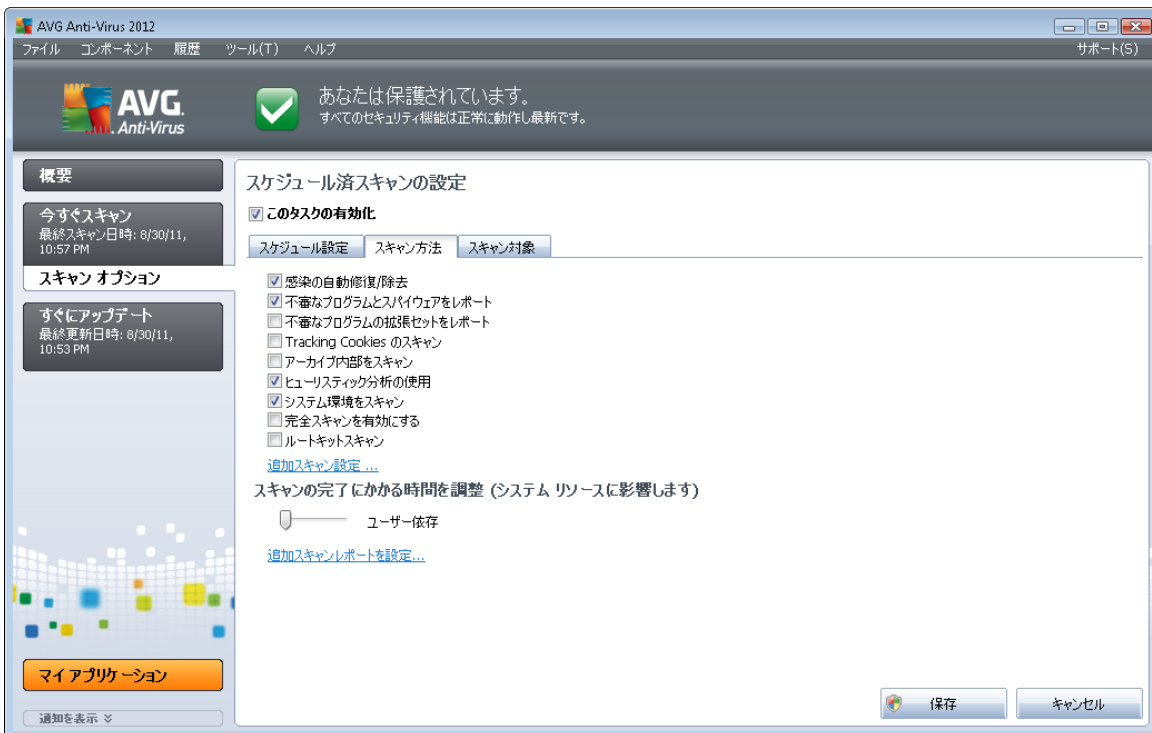 AVG Anti-Virus 2012
ファイル コンポーネント 履歴 ツール(T) ヘルプ サポート(S)
AVG.
Anti-Virus
あなたは保護されています。
すべてのセキュリティ機能は正常に動作し最新です。
概要
今すぐスキャン
最終スキャン日時: 8/30/11,
10:57 PM
スキャン オプション
すぐにアップデート
最終更新日時: 8/30/11,
10:53 PM
マイ アプリケーション
通知を表示
スケジュール済スキャンの設定
このタスクの有効化
スケジュール設定 スキャン方法 スキャン対象
感染の自動修復/除去
不審なプログラムとスパイウェアをレポート
不審なプログラムの拡張セットをレポート
Tracking Cookies のスキャン
アーカイブ内部をスキャン
ヒューリスティック分析の使用
システム環境をスキャン
完全スキャンを有効にする
ルートキットスキャン
追加スキャン設定 ...
スキャンの完了にかかる時間を調整 (システム リソースに影響します)
ユーザー依存
追加スキャンレポートを設定...
保存 キャンセル